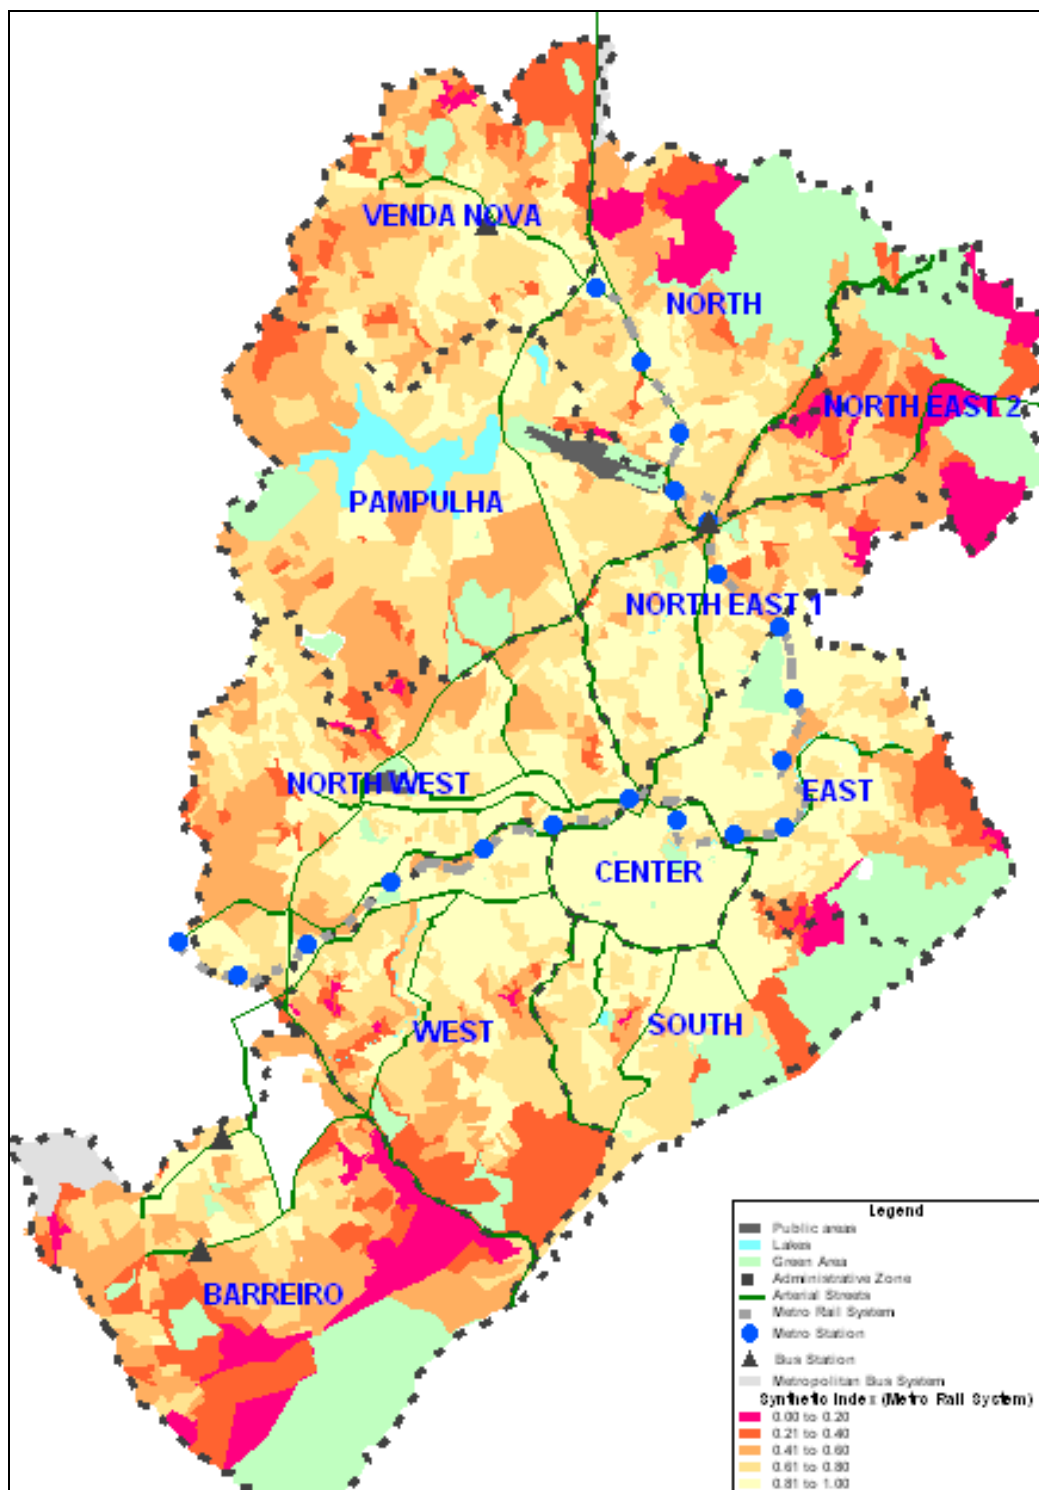 VENDA NOVA
NORTH
NORTH EAST 2
PAMPULHA
NORTH EAST 1
NORTH WEST
EAST
CENTER
WEST
SOUTH
BARREIRO
Legend
Public areas
Lakes
Green Area
Administrative Zone
Arterial Streets
Metro Rail System
Metro Station
Bus Station
Metropolitan Bus System
Synthetic Index (Metro Rail System)
0.00 to 0.20
0.21 to 0.40
0.41 to 0.60
0.61 to 0.80
0.81 to 1.00